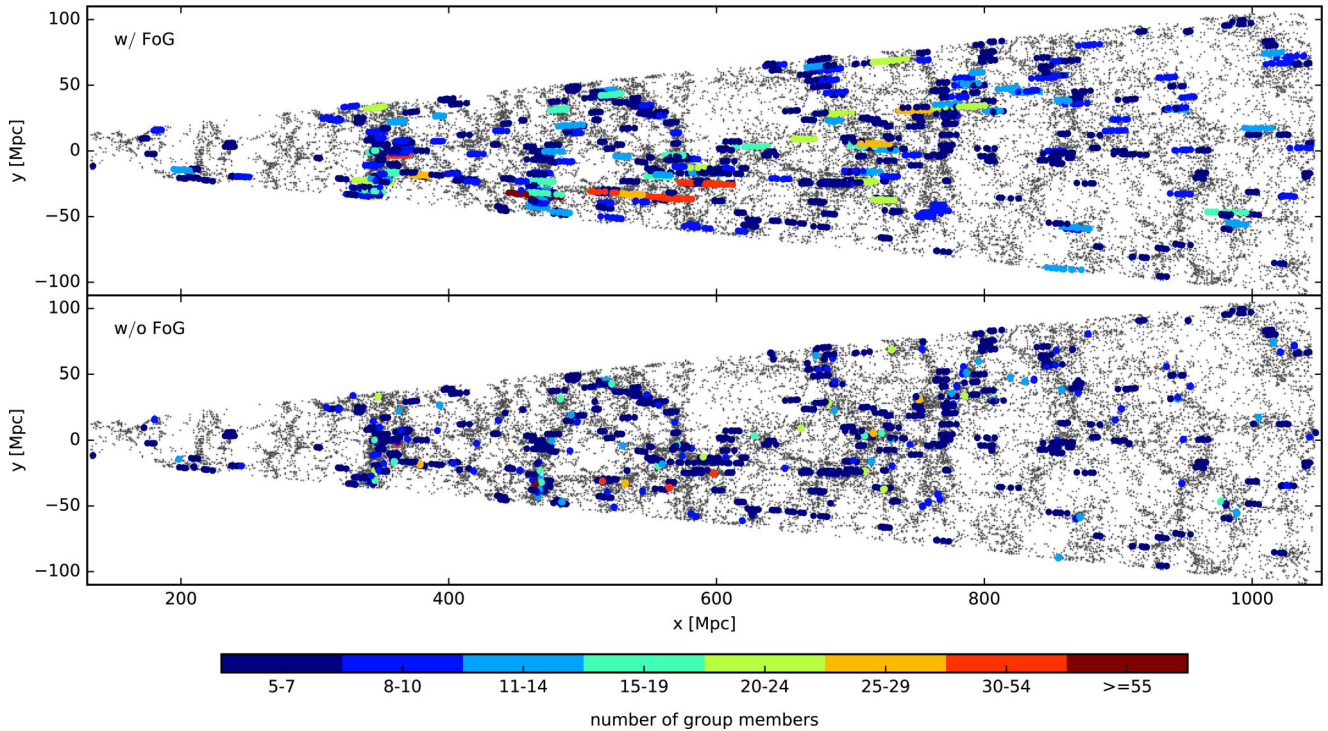 100
w/ FoG
50
0
−50
−100
y [Mpc]
100
w/o FoG
50
0
−50
−100
y [Mpc]
200 400 600 800 1000
x [Mpc]
5-7 8-10 11-14 15-19 20-24 25-29 30-54 >=55
number of group members